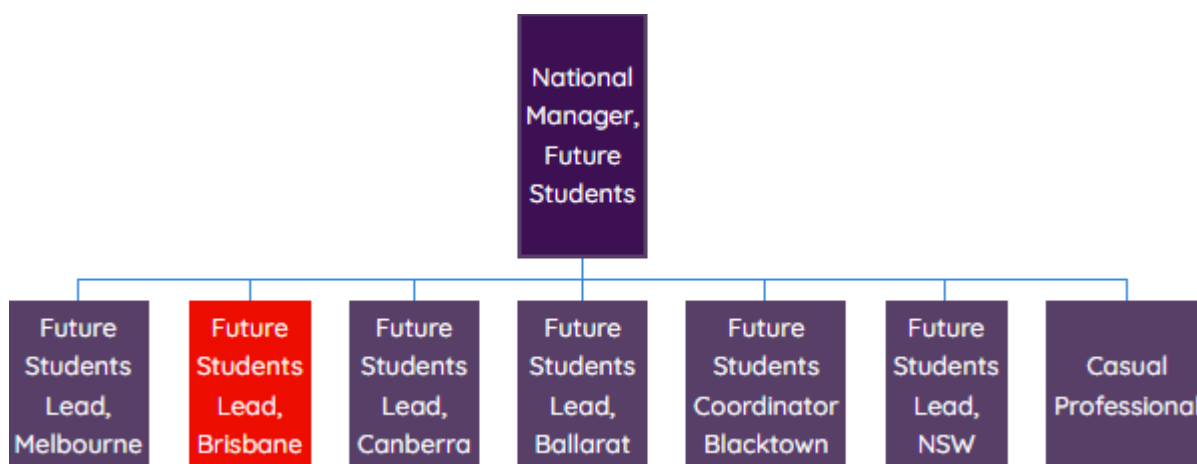 National
Manager,
Future
Students
Future
Students
Lead,
Melbourne
Future
Students
Lead,
Brisbane
Future
Students
Lead,
Canberra
Future
Students
Lead,
Ballarat
Future
Students
Coordinator
Blacktown
Future
Students
Lead,
NSW
Casual
Professional